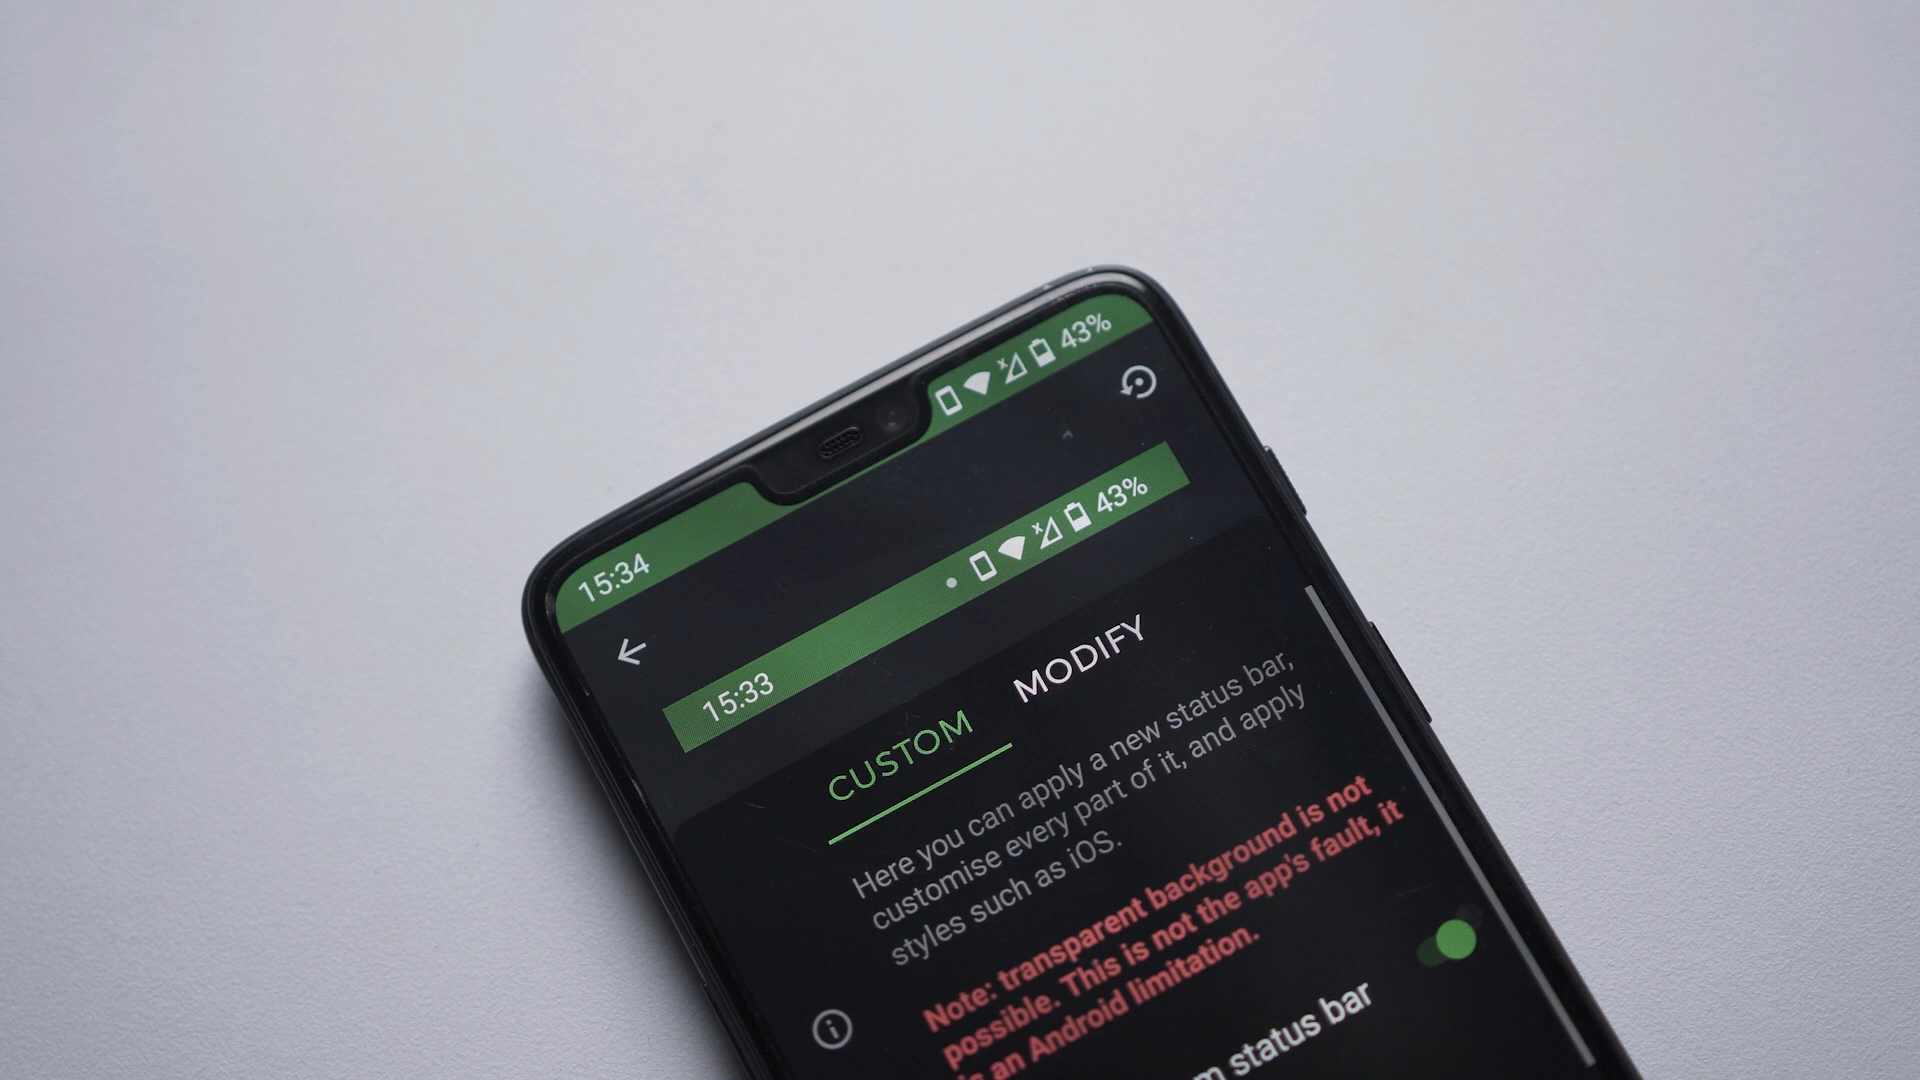 15:34 43%
15:33 43%
CUSTOM MODIFY
Here you can apply a new status bar,
customise every part of it, and apply
styles such as iOS.
Note: transparent background is not
possible. This is not the app's fault, it
is an Android limitation.
status bar